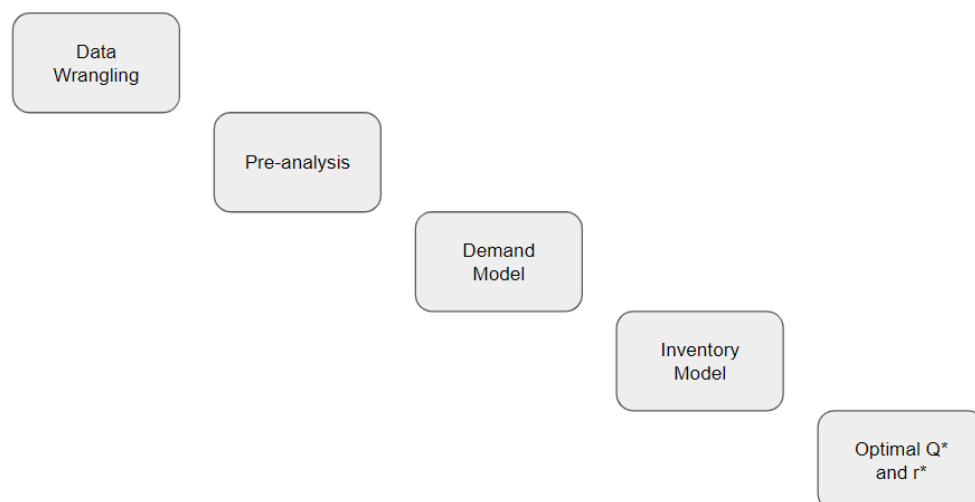 Data
Wrangling
Pre-analysis
Demand
Model
Inventory
Model
Optimal Q*
and r*